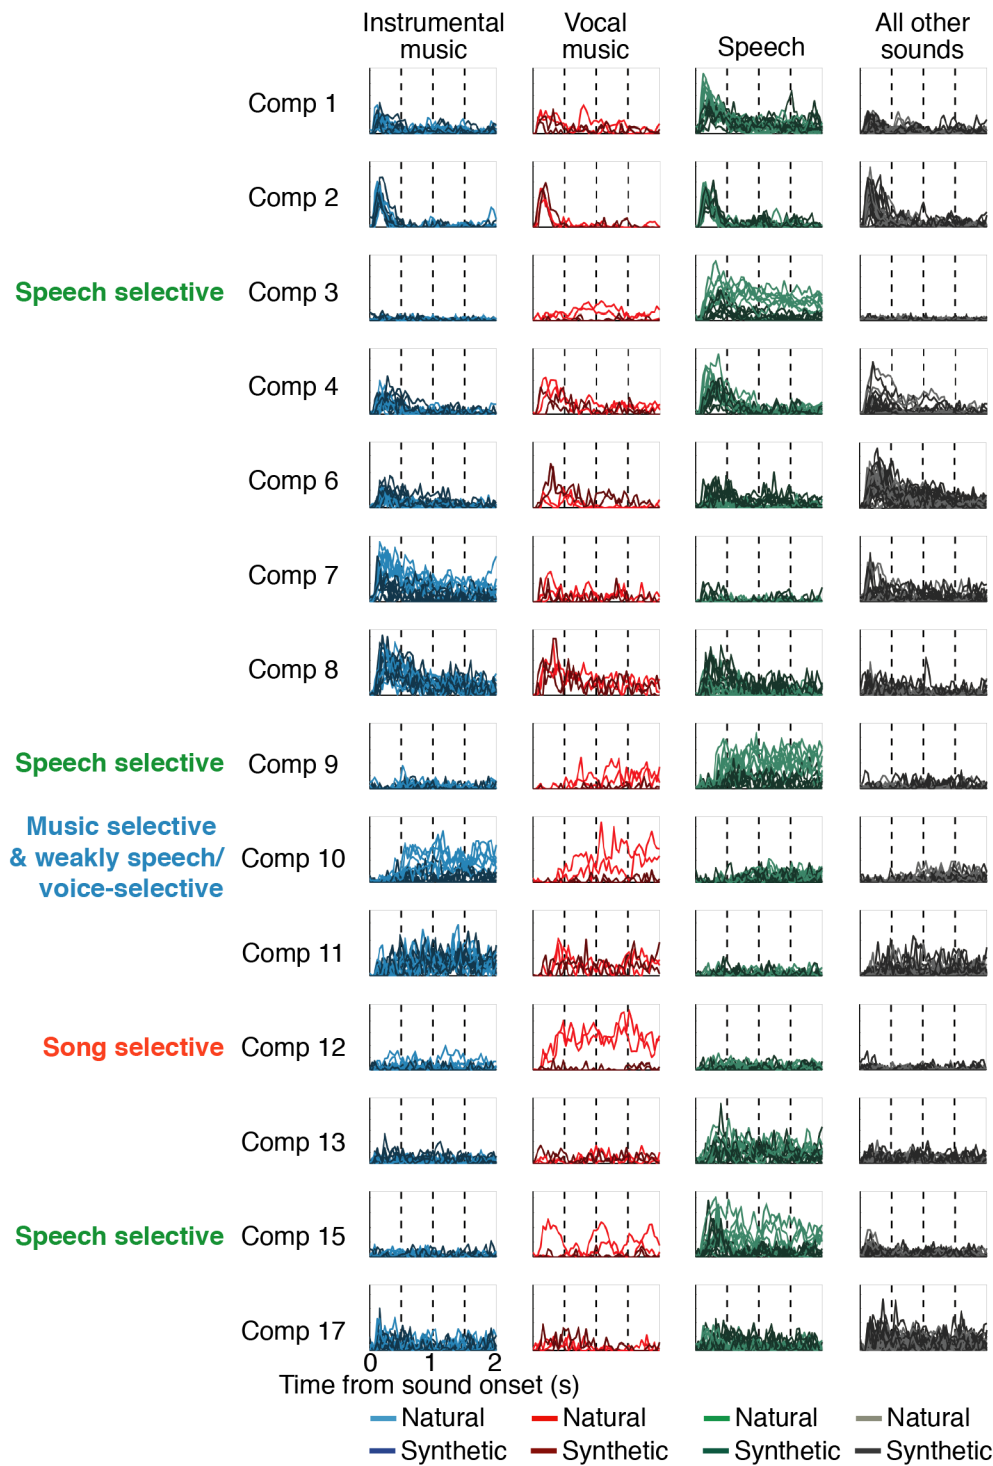 Instrumental
music
Vocal
music
Speech
All other
sounds
Comp 1
Comp 2
Speech selective
Comp 3
Comp 4
Comp 6
Comp 7
Comp 8
Speech selective
Comp 9
Music selective
& weakly speech/
voice-selective
Comp 10
Comp 11
Song selective
Comp 12
Comp 13
Speech selective
Comp 15
Comp 17
0 1 2
Time from sound onset (s)
Natural Natural Natural Natural
Synthetic Synthetic Synthetic Synthetic